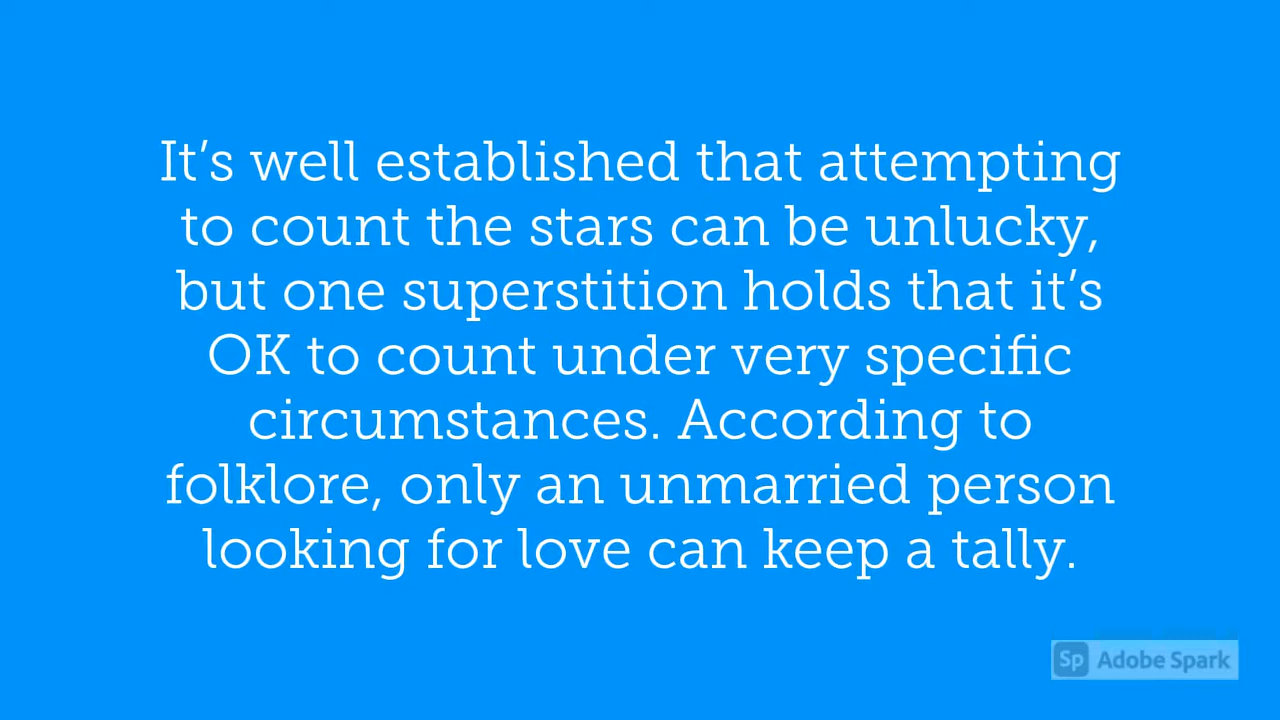 It’s well established that attempting
to count the stars can be unlucky,
but one superstition holds that it’s
OK to count under very specific
circumstances. According to
folklore, only an unmarried person
looking for love can keep a tally.
Sp Adobe Spark